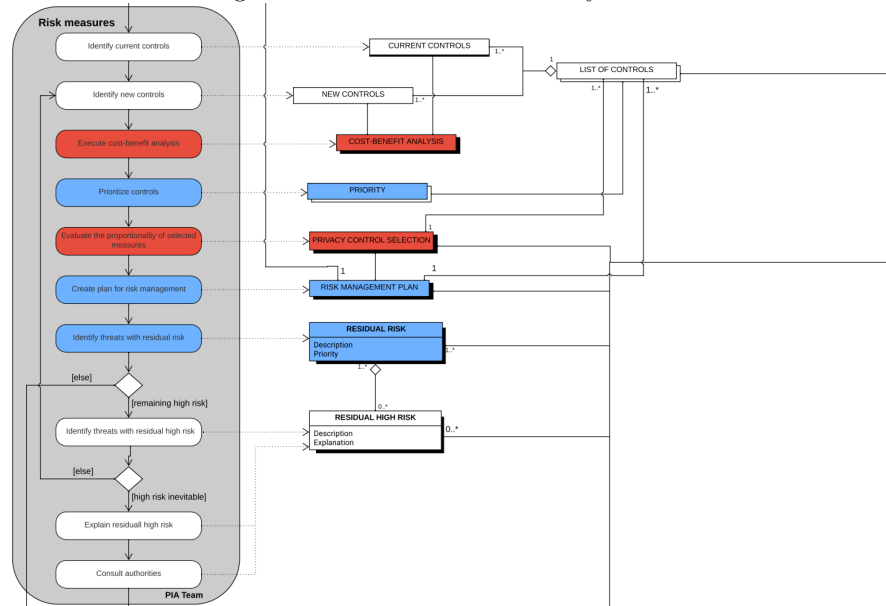 Risk measures
Identify current controls
CURRENT CONTROLS
1..*
1
LIST OF CONTROLS
Identify new controls
NEW CONTROLS
1..*
1..*
1..*
Execute cost-benefit analysis
COST-BENEFIT ANALYSIS
Prioritize controls
PRIORITY
1
Evaluate the proportionality of selected
measures
PRIVACY CONTROL SELECTION
1
1
Create plan for risk management
RISK MANAGEMENT PLAN
Identify threats with residual risk
RESIDUAL RISK
Description
Priority
1..*
1..*
[else]
[remaining high risk]
0..*
Identify threats with residual high risk
RESIDUAL HIGH RISK
Description
Explanation
0..*
[else]
[high risk inevitable]
Explain residuall high risk
Consult authorities
PIA Team